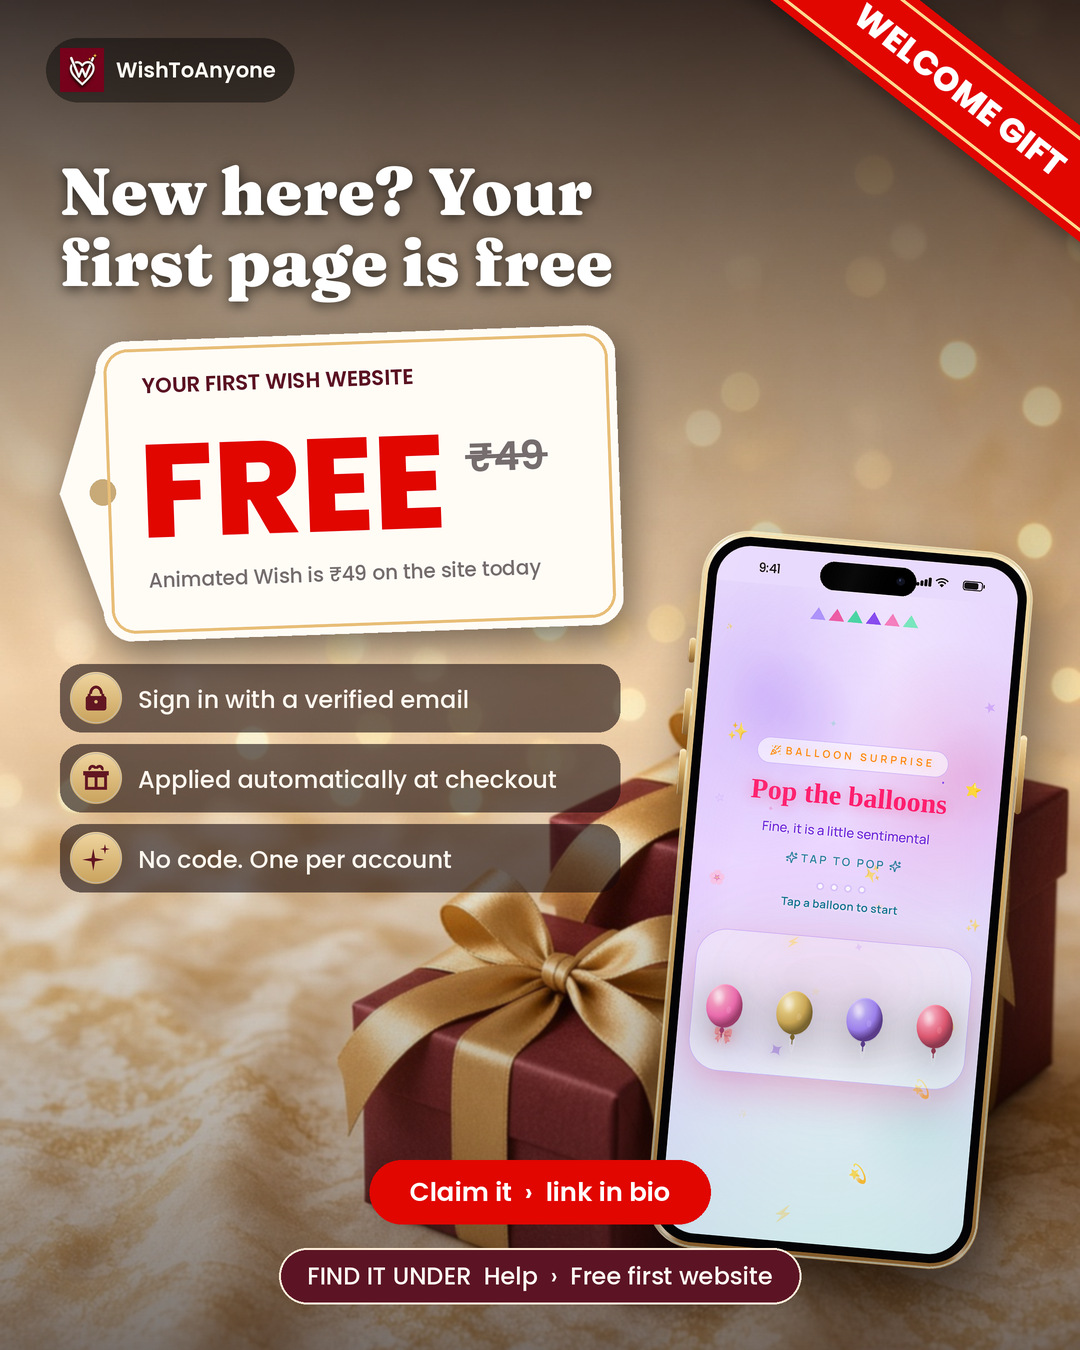 WishToAnyone
WELCOME GIFT
New here? Your
first page is free
YOUR FIRST WISH WEBSITE
FREE ₹49
Animated Wish is ₹49 on the site today
Sign in with a verified email
Applied automatically at checkout
No code. One per account
9:41
BALLOON SURPRISE
Pop the balloons
Fine, it is a little sentimental
TAP TO POP
Tap a balloon to start
Claim it › link in bio
FIND IT UNDER Help › Free first website